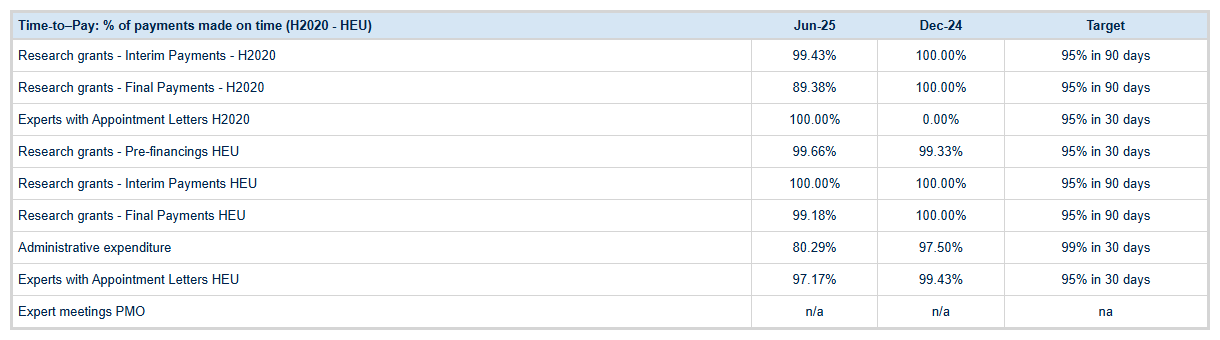 Time-to–Pay: % of payments made on time (H2020 - HEU) Jun-25 Dec-24 Target
Research grants - Interim Payments - H2020 99.43% 100.00% 95% in 90 days
Research grants - Final Payments - H2020 89.38% 100.00% 95% in 90 days
Experts with Appointment Letters H2020 100.00% 0.00% 95% in 30 days
Research grants - Pre-financings HEU 99.66% 99.33% 95% in 30 days
Research grants - Interim Payments HEU 100.00% 100.00% 95% in 90 days
Research grants - Final Payments HEU 99.18% 100.00% 95% in 90 days
Administrative expenditure 80.29% 97.50% 99% in 30 days
Experts with Appointment Letters HEU 97.17% 99.43% 95% in 30 days
Expert meetings PMO n/a n/a na